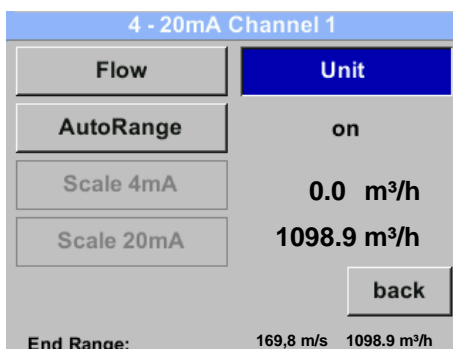 4 - 20mA Channel 1
Flow Unit
AutoRange on
Scale 4mA 0.0 m³/h
Scale 20mA 1098.9 m³/h
back
End Range: 169,8 m/s 1098.9 m³/h